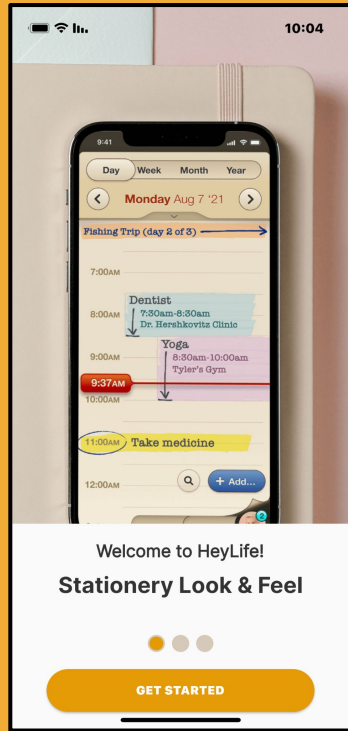 10:04
9:41
Day Week Month Year
Monday Aug 7 '21
Fishing Trip (day 2 of 3)
7:00AM
Dentist
8:00AM 7:30am-8:30am
Dr. Hershkovitz Clinic
Yoga
9:00AM 8:30am-10:00am
Tyler's Gym
9:37AM
10:00AM
11:00AM Take medicine
12:00AM + Add...
2
Welcome to HeyLife!
Stationery Look & Feel
GET STARTED